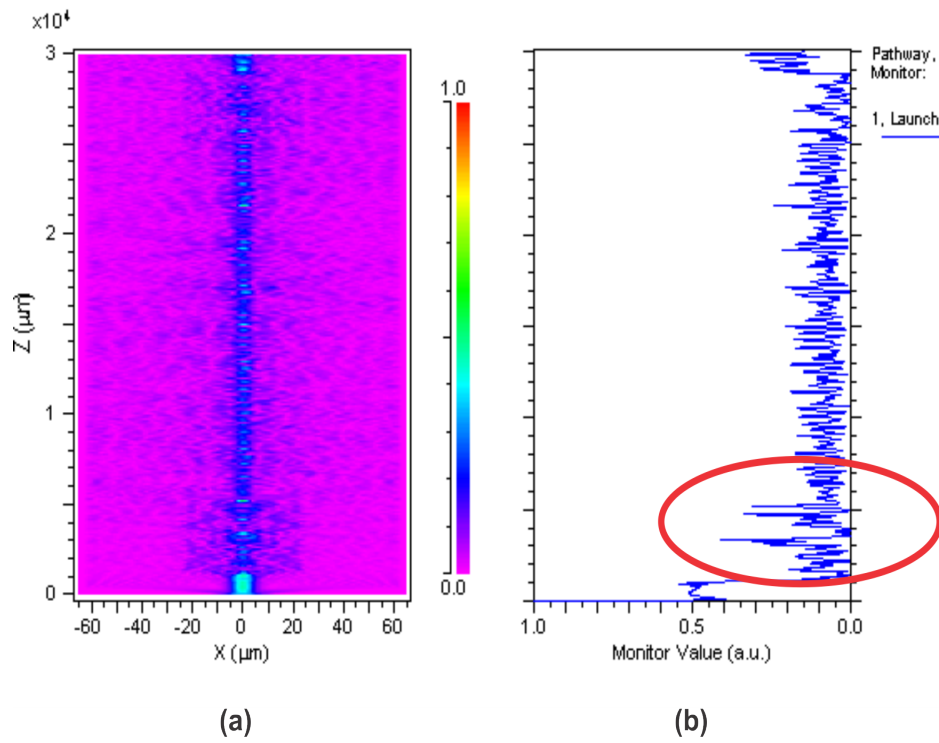 x10⁴
3
2
1
0
Z (µm)
-60
-40
-20
0
20
40
60
X (µm)
1.0
0.0
1.0
0.5
0.0
Monitor Value (a.u.)
Pathway,
Monitor:
1, Launch
(a)
(b)